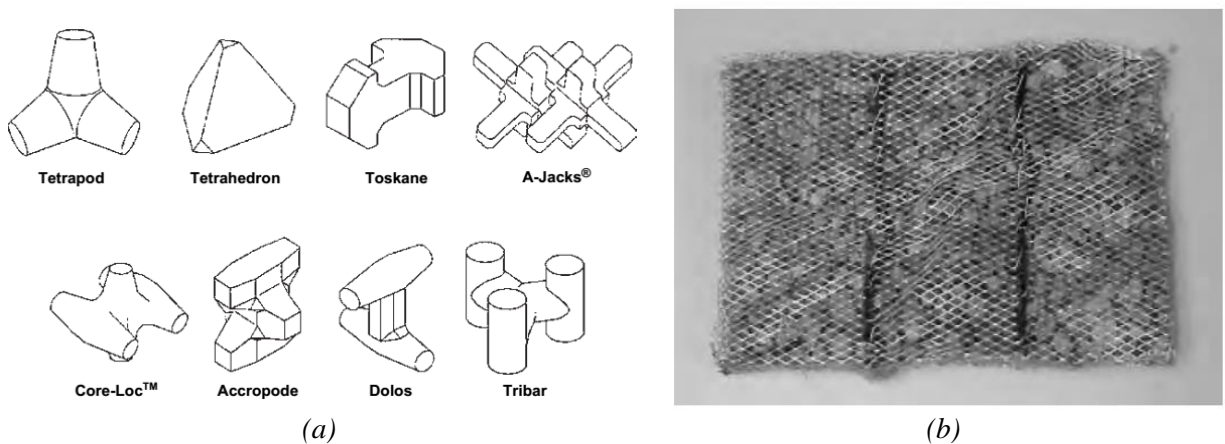 Tetrapod Tetrahedron Toskane A-Jacks®
Core-Loc™ Accropode Dolos Tribar
(a) (b)